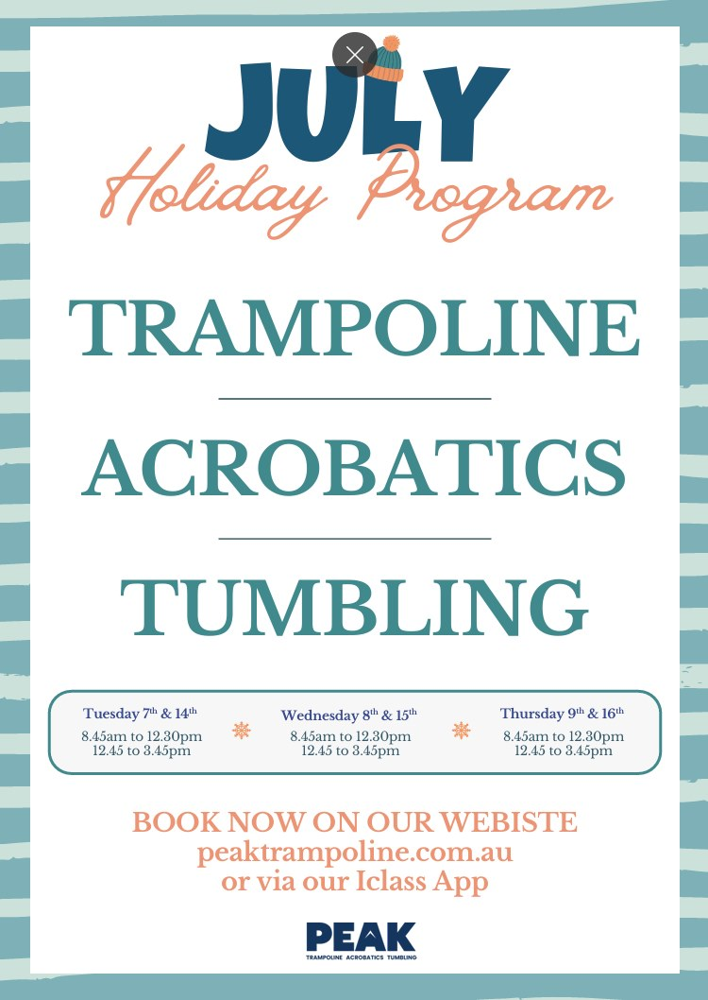 JULY
Holiday Program
TRAMPOLINE
ACROBATICS
TUMBLING
Tuesday 7th & 14th
8.45am to 12.30pm
12.45 to 3.45pm
Wednesday 8th & 15th
8.45am to 12.30pm
12.45 to 3.45pm
Thursday 9th & 16th
8.45am to 12.30pm
12.45 to 3.45pm
BOOK NOW ON OUR WEBISTE
peaktrampoline.com.au
or via our Iclass App
PEAK
TRAMPOLINE ACROBATICS TUMBLING